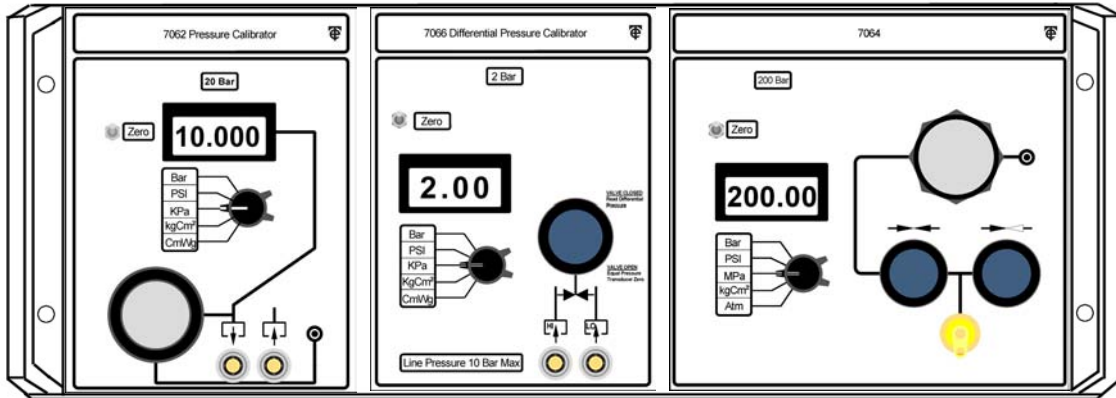 7062 Pressure Calibrator
20 Bar
Zero
10.000
Bar
PSI
KPa
kgCm²
CmWg
7066 Differential Pressure Calibrator
2 Bar
Zero
2.00
VALVE CLOSED
Read Differential
Pressure
Bar
PSI
KPa
KgCm²
CmWg
VALVE OPEN
Equal Pressure
Transducer Zero
HI
LO
Line Pressure 10 Bar Max
7064
200 Bar
Zero
200.00
Bar
PSI
MPa
kgCm²
Atm